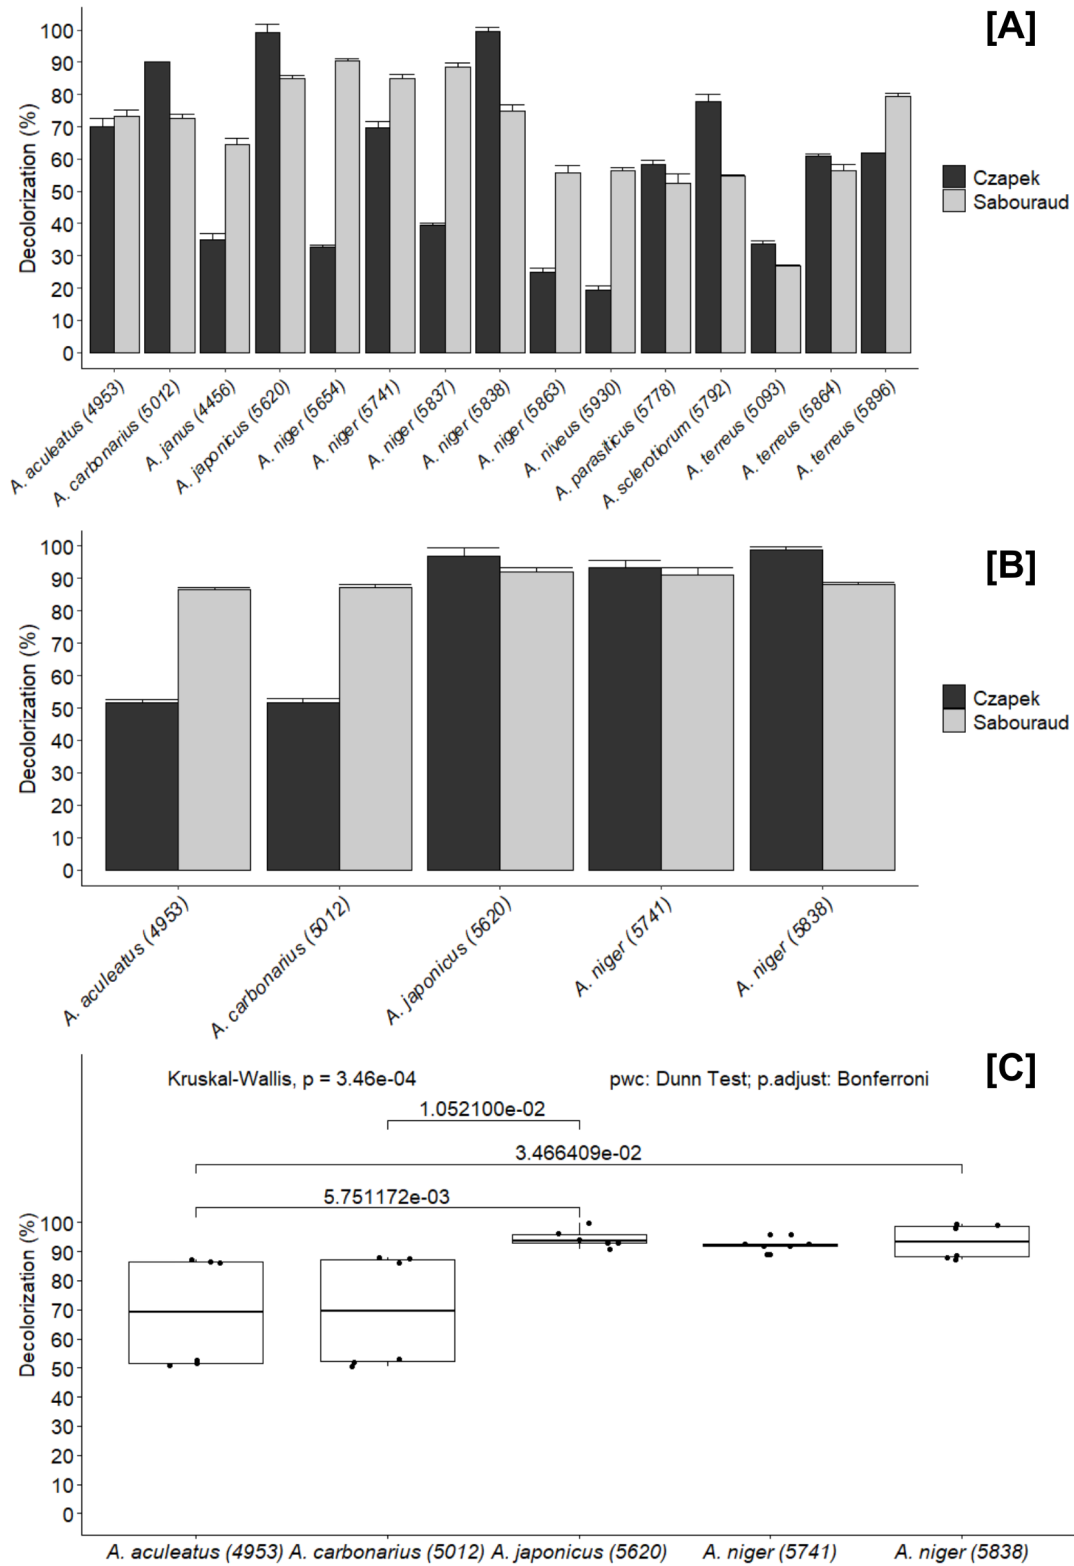 [A]
Decolorization (%)
100
90
80
70
60
50
40
30
20
10
0
Czapek
Sabouraud
A. aculeatus (4953)
A. carbonarius (5012)
A. janus (4456)
A. japonicus (5620)
A. niger (5654)
A. niger (5741)
A. niger (5837)
A. niger (5838)
A. niger (5863)
A. niveus (5930)
A. parasiticus (5778)
A. sclerotiorum (5792)
A. terreus (5093)
A. terreus (5864)
A. terreus (5896)
[B]
Decolorization (%)
100
90
80
70
60
50
40
30
20
10
0
Czapek
Sabouraud
A. aculeatus (4953)
A. carbonarius (5012)
A. japonicus (5620)
A. niger (5741)
A. niger (5838)
[C]
Kruskal-Wallis, p = 3.46e-04
pwc: Dunn Test; p.adjust: Bonferroni
1.052100e-02
3.466409e-02
5.751172e-03
Decolorization (%)
100
90
80
70
60
50
40
30
20
10
0
A. aculeatus (4953)
A. carbonarius (5012)
A. japonicus (5620)
A. niger (5741)
A. niger (5838)